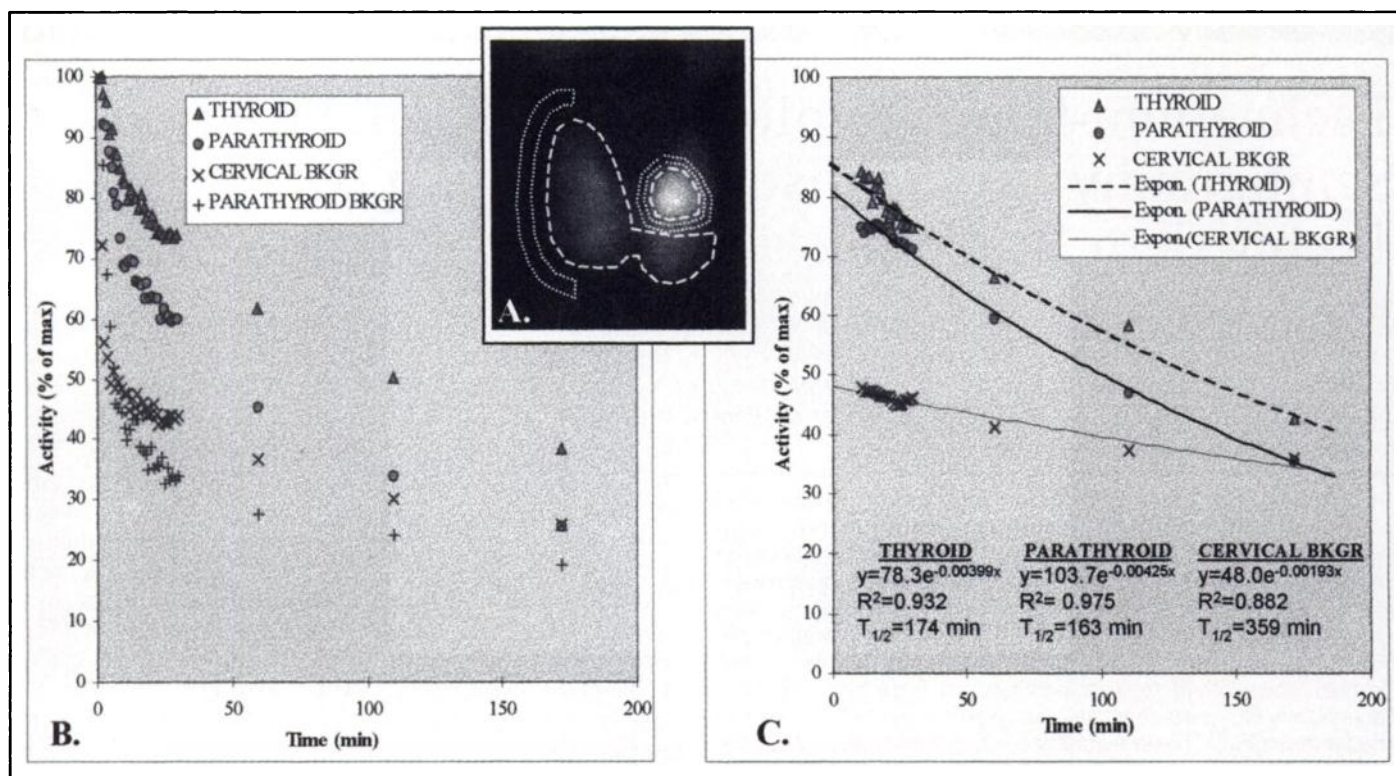 100
90
80
70
60
50
40
30
20
10
0
Activity (% of max)
THYROID
PARATHYROID
CERVICAL BKGR
PARATHYROID BKGR
0 50 100 150 200
Time (min)
B.
A.
100
90
80
70
60
50
40
30
20
10
0
Activity (% of max)
THYROID
PARATHYROID
CERVICAL BKGR
Expon. (THYROID)
Expon. (PARATHYROID)
Expon.(CERVICAL BKGR)
THYROID PARATHYROID CERVICAL BKGR
y=78.3e^-0.00399x y=103.7e^-0.00425x y=48.0e^-0.00193x
R²=0.932 R²= 0.975 R²=0.882
T1/2=174 min T1/2=163 min T1/2=359 min
0 50 100 150 200
Time (min)
C.